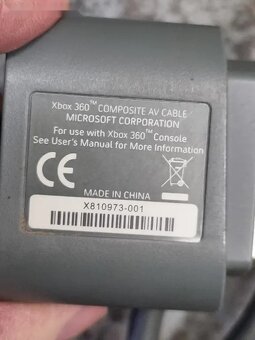 Xbox 360™ COMPOSITE AV CABLE
MICROSOFT CORPORATION
For use with Xbox 360™ Console
See User's Manual for More Information
CE
MADE IN CHINA
X810973-001